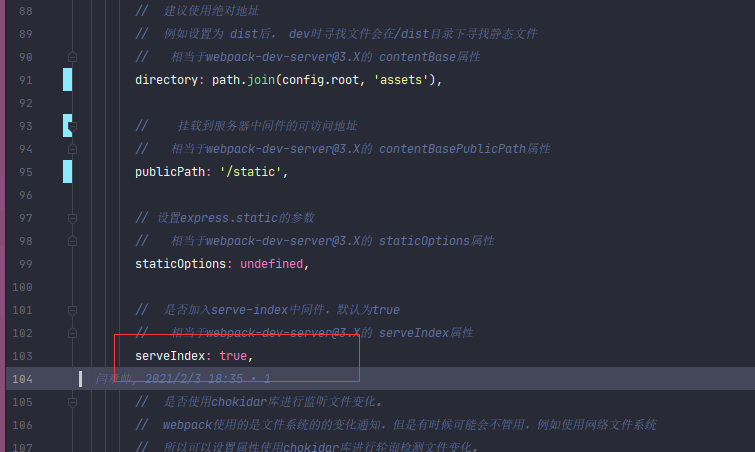 88 // 建议使用绝对地址
89 // 例如设置为 dist后， dev时寻找文件会在/dist目录下寻找静态文件
90 // 相当于webpack-dev-server@3.X的 contentBase属性
91 directory: path.join(config.root, 'assets'),
92
93 // 挂载到服务器中间件的可访问地址
94 // 相当于webpack-dev-server@3.X的 contentBasePublicPath属性
95 publicPath: '/static',
96
97 // 设置express.static的参数
98 // 相当于webpack-dev-server@3.X的 staticOptions属性
99 staticOptions: undefined,
100
101 // 是否加入serve-index中间件，默认为true
102 // 相当于webpack-dev-server@3.X的 serveIndex属性
103 serveIndex: true,
104 闫 帅, 2021/2/3 18:35 • 1
105 // 是否使用chokidar库进行监听文件变化。
106 // webpack使用的是文件系统的的变化通知，但是有时候可能会不管用，例如使用网络文件系统
107 // 所以可以设置属性使用chokidar库进行轮询检测文件变化。